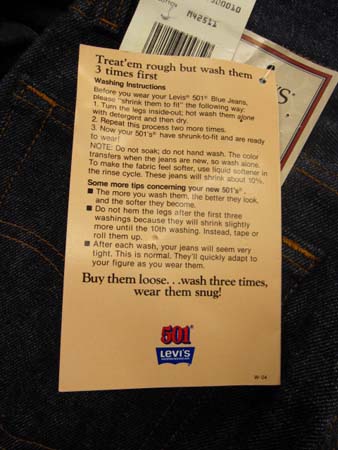 00010
M42511
Treat'em rough but wash them
3 times first
Washing Instructions
Before you wear your Levi's® 501® Blue Jeans,
please "shrink them to fit" the following way:
1. Turn the legs inside-out; hot wash them alone
with detergent and then dry.
2. Repeat this process two more times.
3. Now your 501's® have shrunk-to-fit and are ready
to wear!
NOTE: Do not soak; do not hand wash. The color
transfers when the jeans are new, so wash alone.
To make the fabric feel softer, use liquid softener in
the rinse cycle. These jeans will shrink about 10%.
Some more tips concerning your new 501's®.
■ The more you wash them, the better they look,
and the softer they become.
■ Do not hem the legs after the first three
washings because they will shrink slightly
more until the 10th washing. Instead, tape or
roll them up.
■ After each wash, your jeans will seem very
tight. This is normal. They'll quickly adapt to
your figure as you wear them.
Buy them loose. . .wash three times,
wear them snug!
501®
LEVI'S
W-04